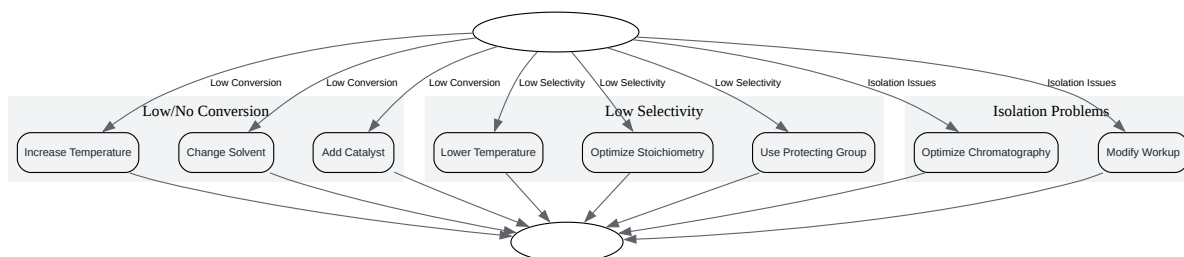 Low Conversion
Low Conversion
Low Conversion
Low Selectivity
Low Selectivity
Low Selectivity
Isolation Issues
Isolation Issues
Low/No Conversion
Low Selectivity
Isolation Problems
Increase Temperature
Change Solvent
Add Catalyst
Lower Temperature
Optimize Stoichiometry
Use Protecting Group
Optimize Chromatography
Modify Workup